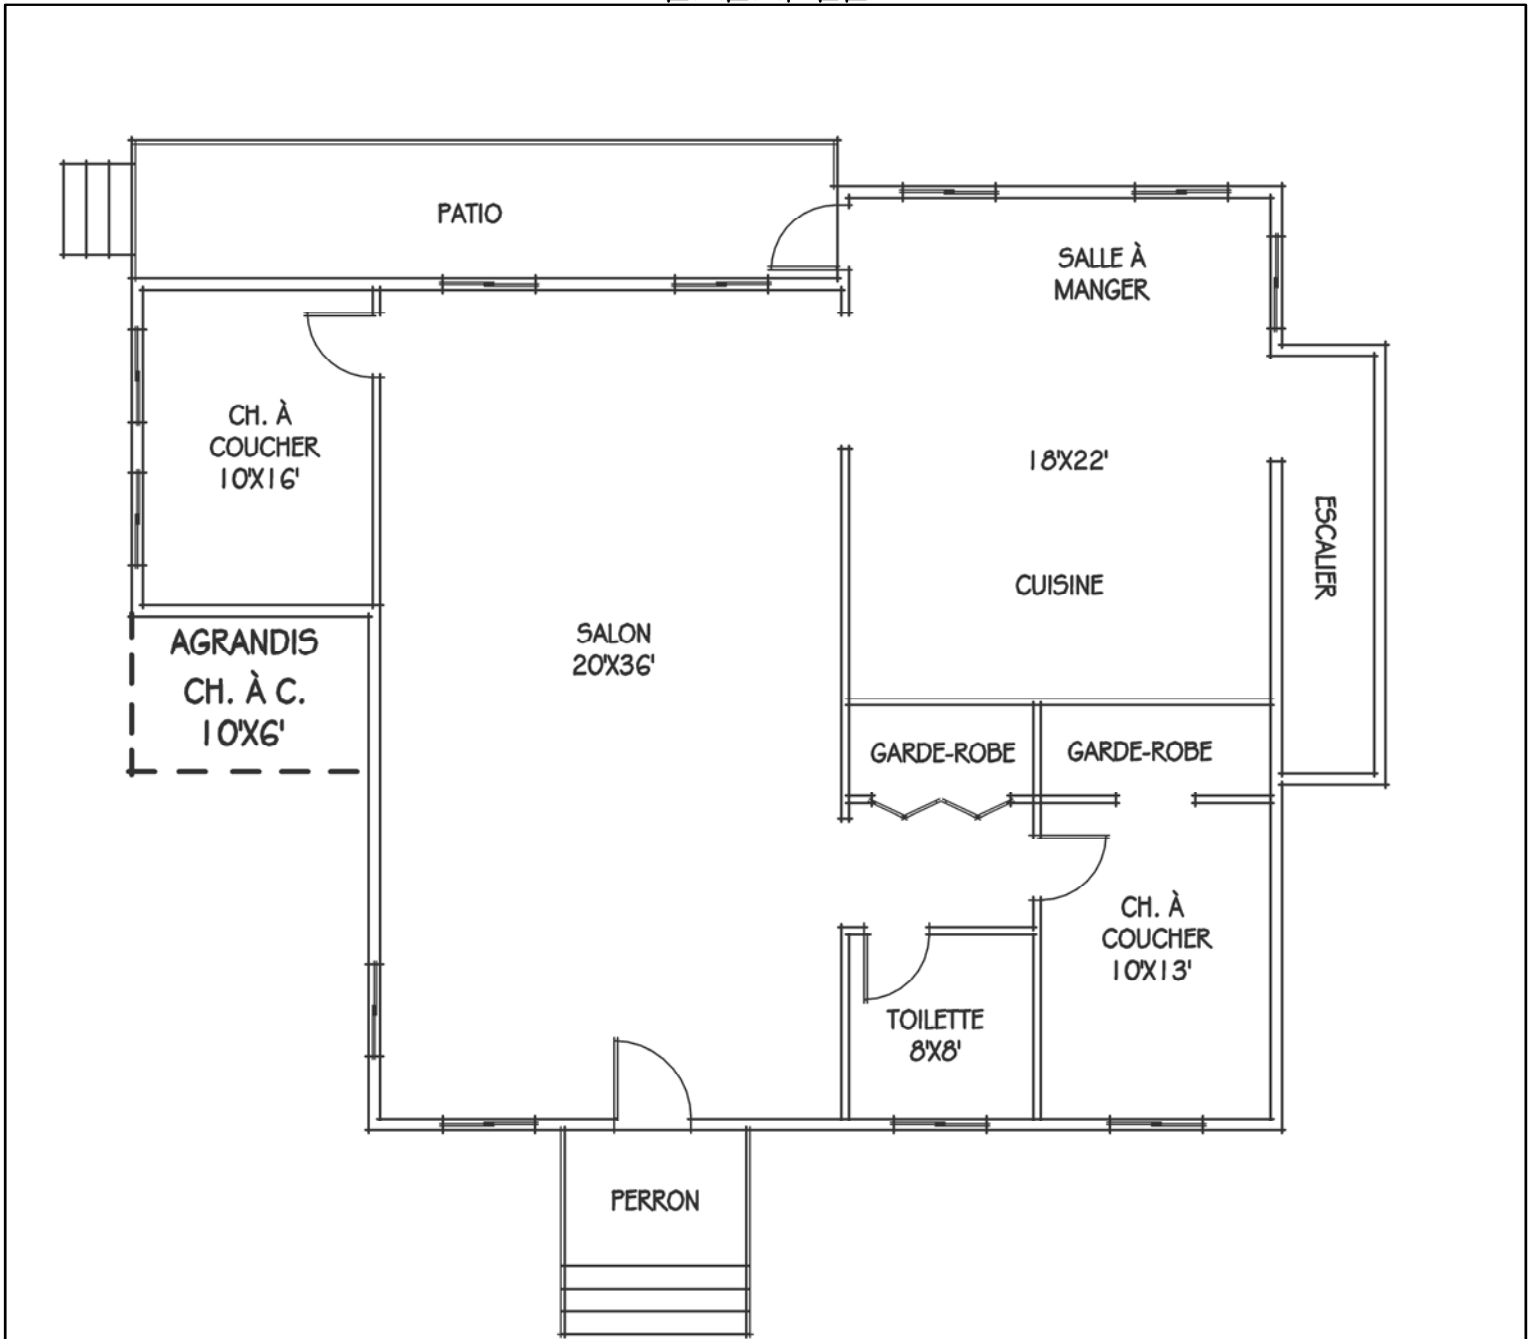 PATIO
SALLE À
MANGER
CH. À
COUCHER
10'X16'
18'X22'
ESCALIER
CUISINE
AGRANDIS
CH. À C.
10'X6'
SALON
20'X36'
GARDE-ROBE
GARDE-ROBE
CH. À
COUCHER
10'X13'
TOILETTE
8'X8'
PERRON